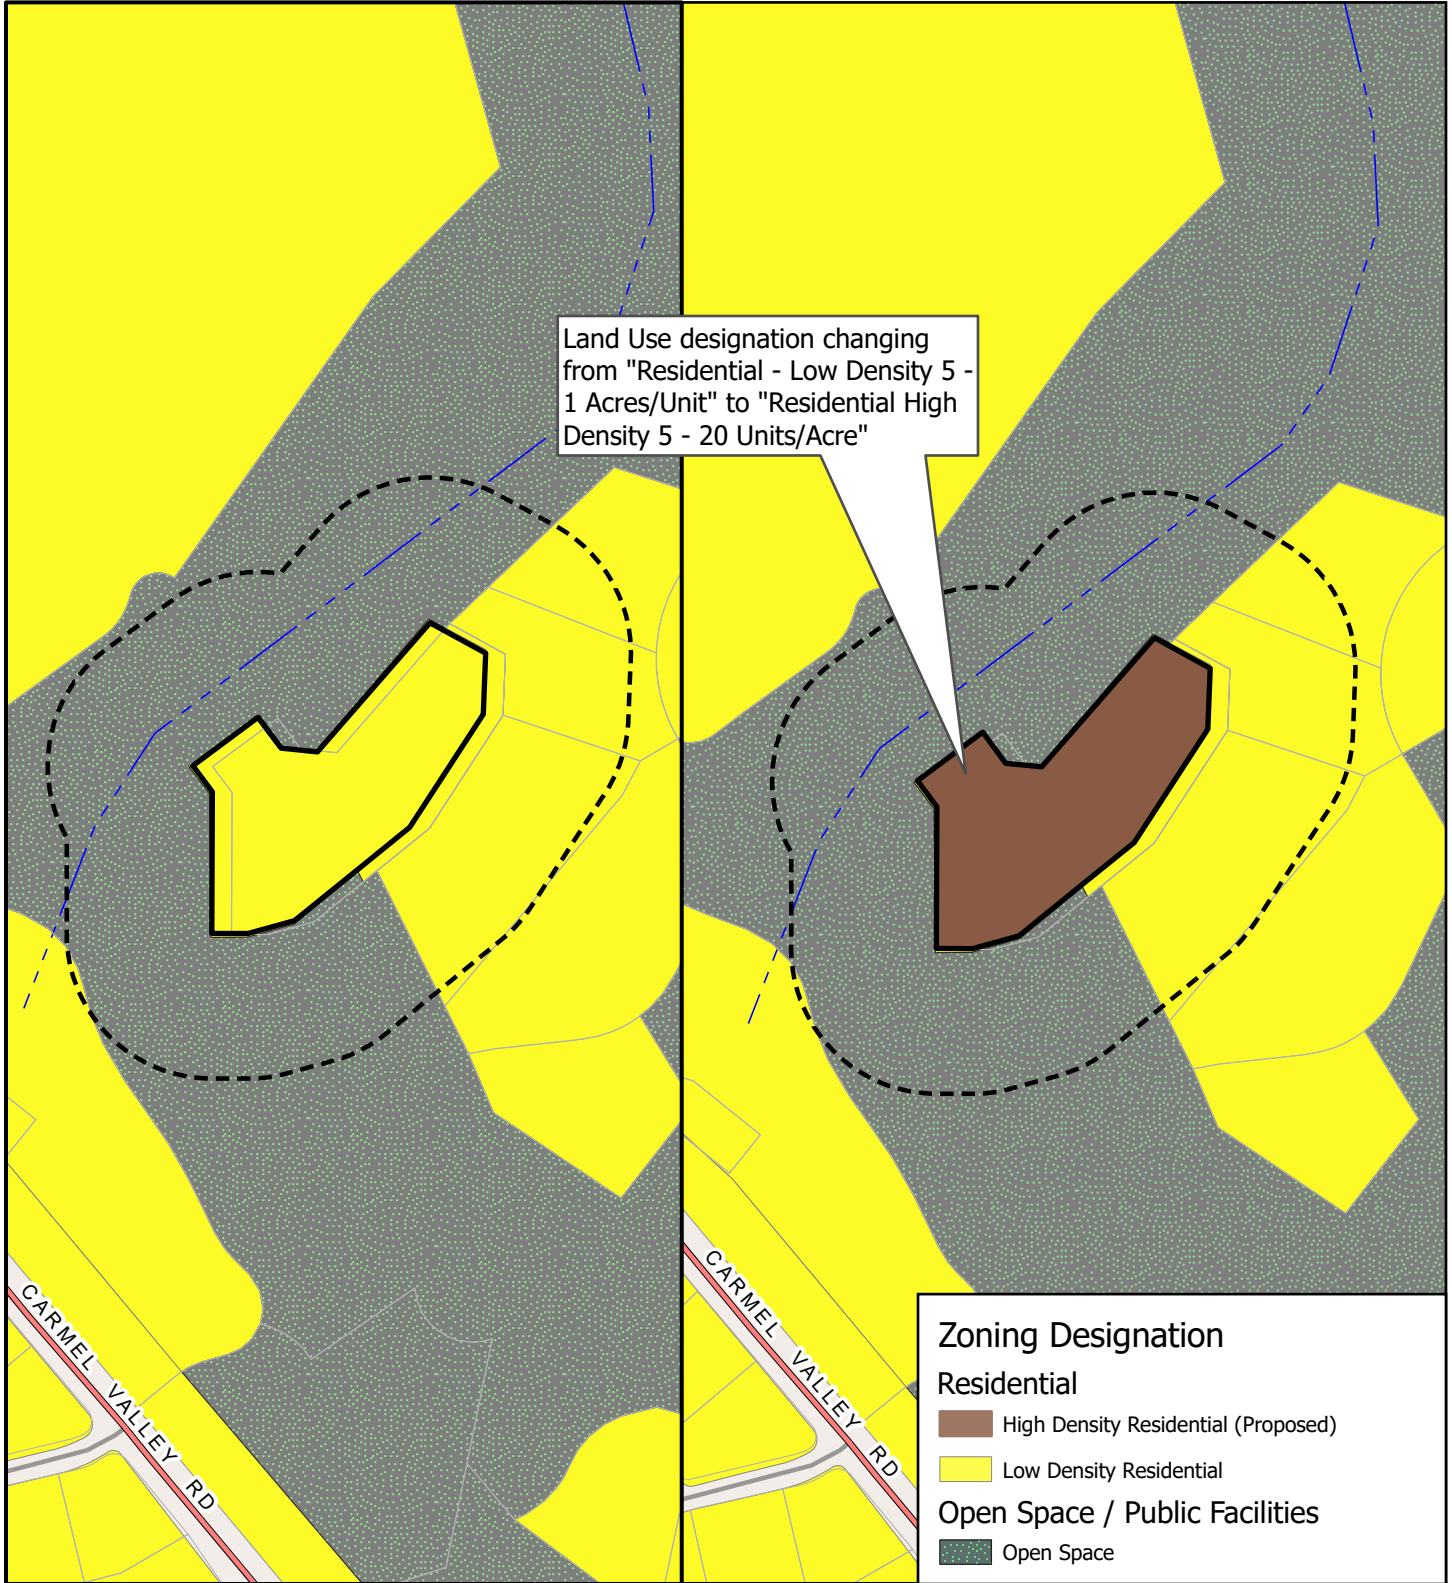 Land Use designation changing
from "Residential - Low Density 5 -
1 Acres/Unit" to "Residential High
Density 5 - 20 Units/Acre"
CARMEL VALLEY RD
CARMEL VALLEY RD
Zoning Designation
Residential
High Density Residential (Proposed)
Low Density Residential
Open Space / Public Facilities
Open Space